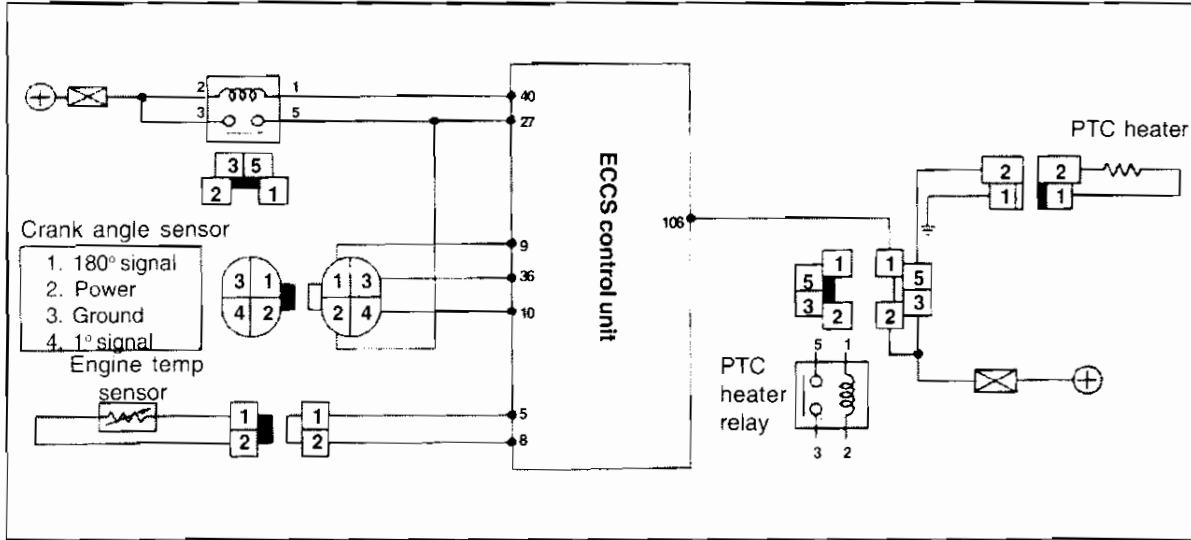 2 1
3 5
40
27
3 5
2 1
Crank angle sensor
1. 180° signal
2. Power
3. Ground
4. 1° signal
3 1
4 2
1 3
2 4
9
36
10
Engine temp
sensor
1
2
1
2
5
8
ECCS control unit
106
PTC heater
2
1
2
1
1
5
3
2
1
5
3
2
PTC
heater
relay
5 1
3 2